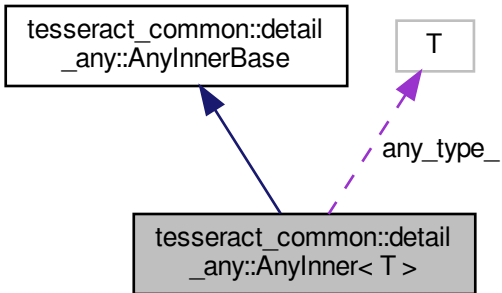 tesseract_common::detail
_any::AnyInnerBase
T
any_type_
tesseract_common::detail
_any::AnyInner< T >